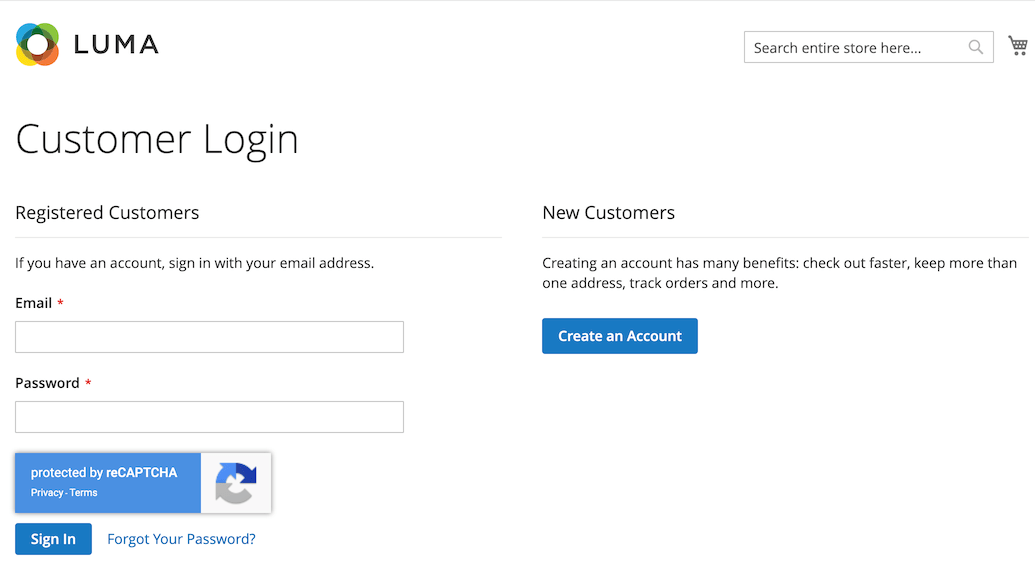 LUMA
Search entire store here...
Customer Login
Registered Customers
If you have an account, sign in with your email address.
Email *
Password *
protected by reCAPTCHA
Privacy - Terms
Sign In
Forgot Your Password?
New Customers
Creating an account has many benefits: check out faster, keep more than
one address, track orders and more.
Create an Account